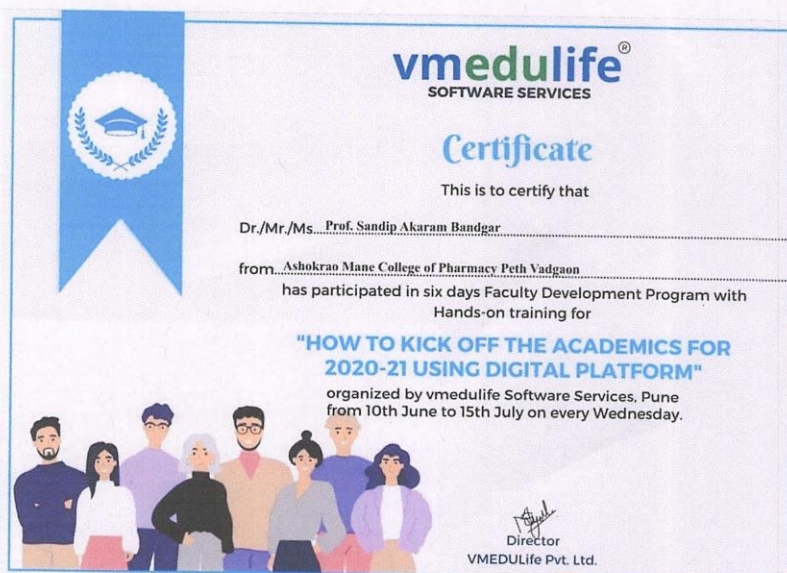 vmedulife®
SOFTWARE SERVICES
Certificate
This is to certify that
Dr./Mr./Ms. Prof. Sandip Akaram Bandgar
from Ashokrao Mane College of Pharmacy Peth Vadgaon
has participated in six days Faculty Development Program with
Hands-on training for
"HOW TO KICK OFF THE ACADEMICS FOR
2020-21 USING DIGITAL PLATFORM"
organized by vmedulife Software Services, Pune
from 10th June to 15th July on every Wednesday.
Director
VMEDULife Pvt. Ltd.